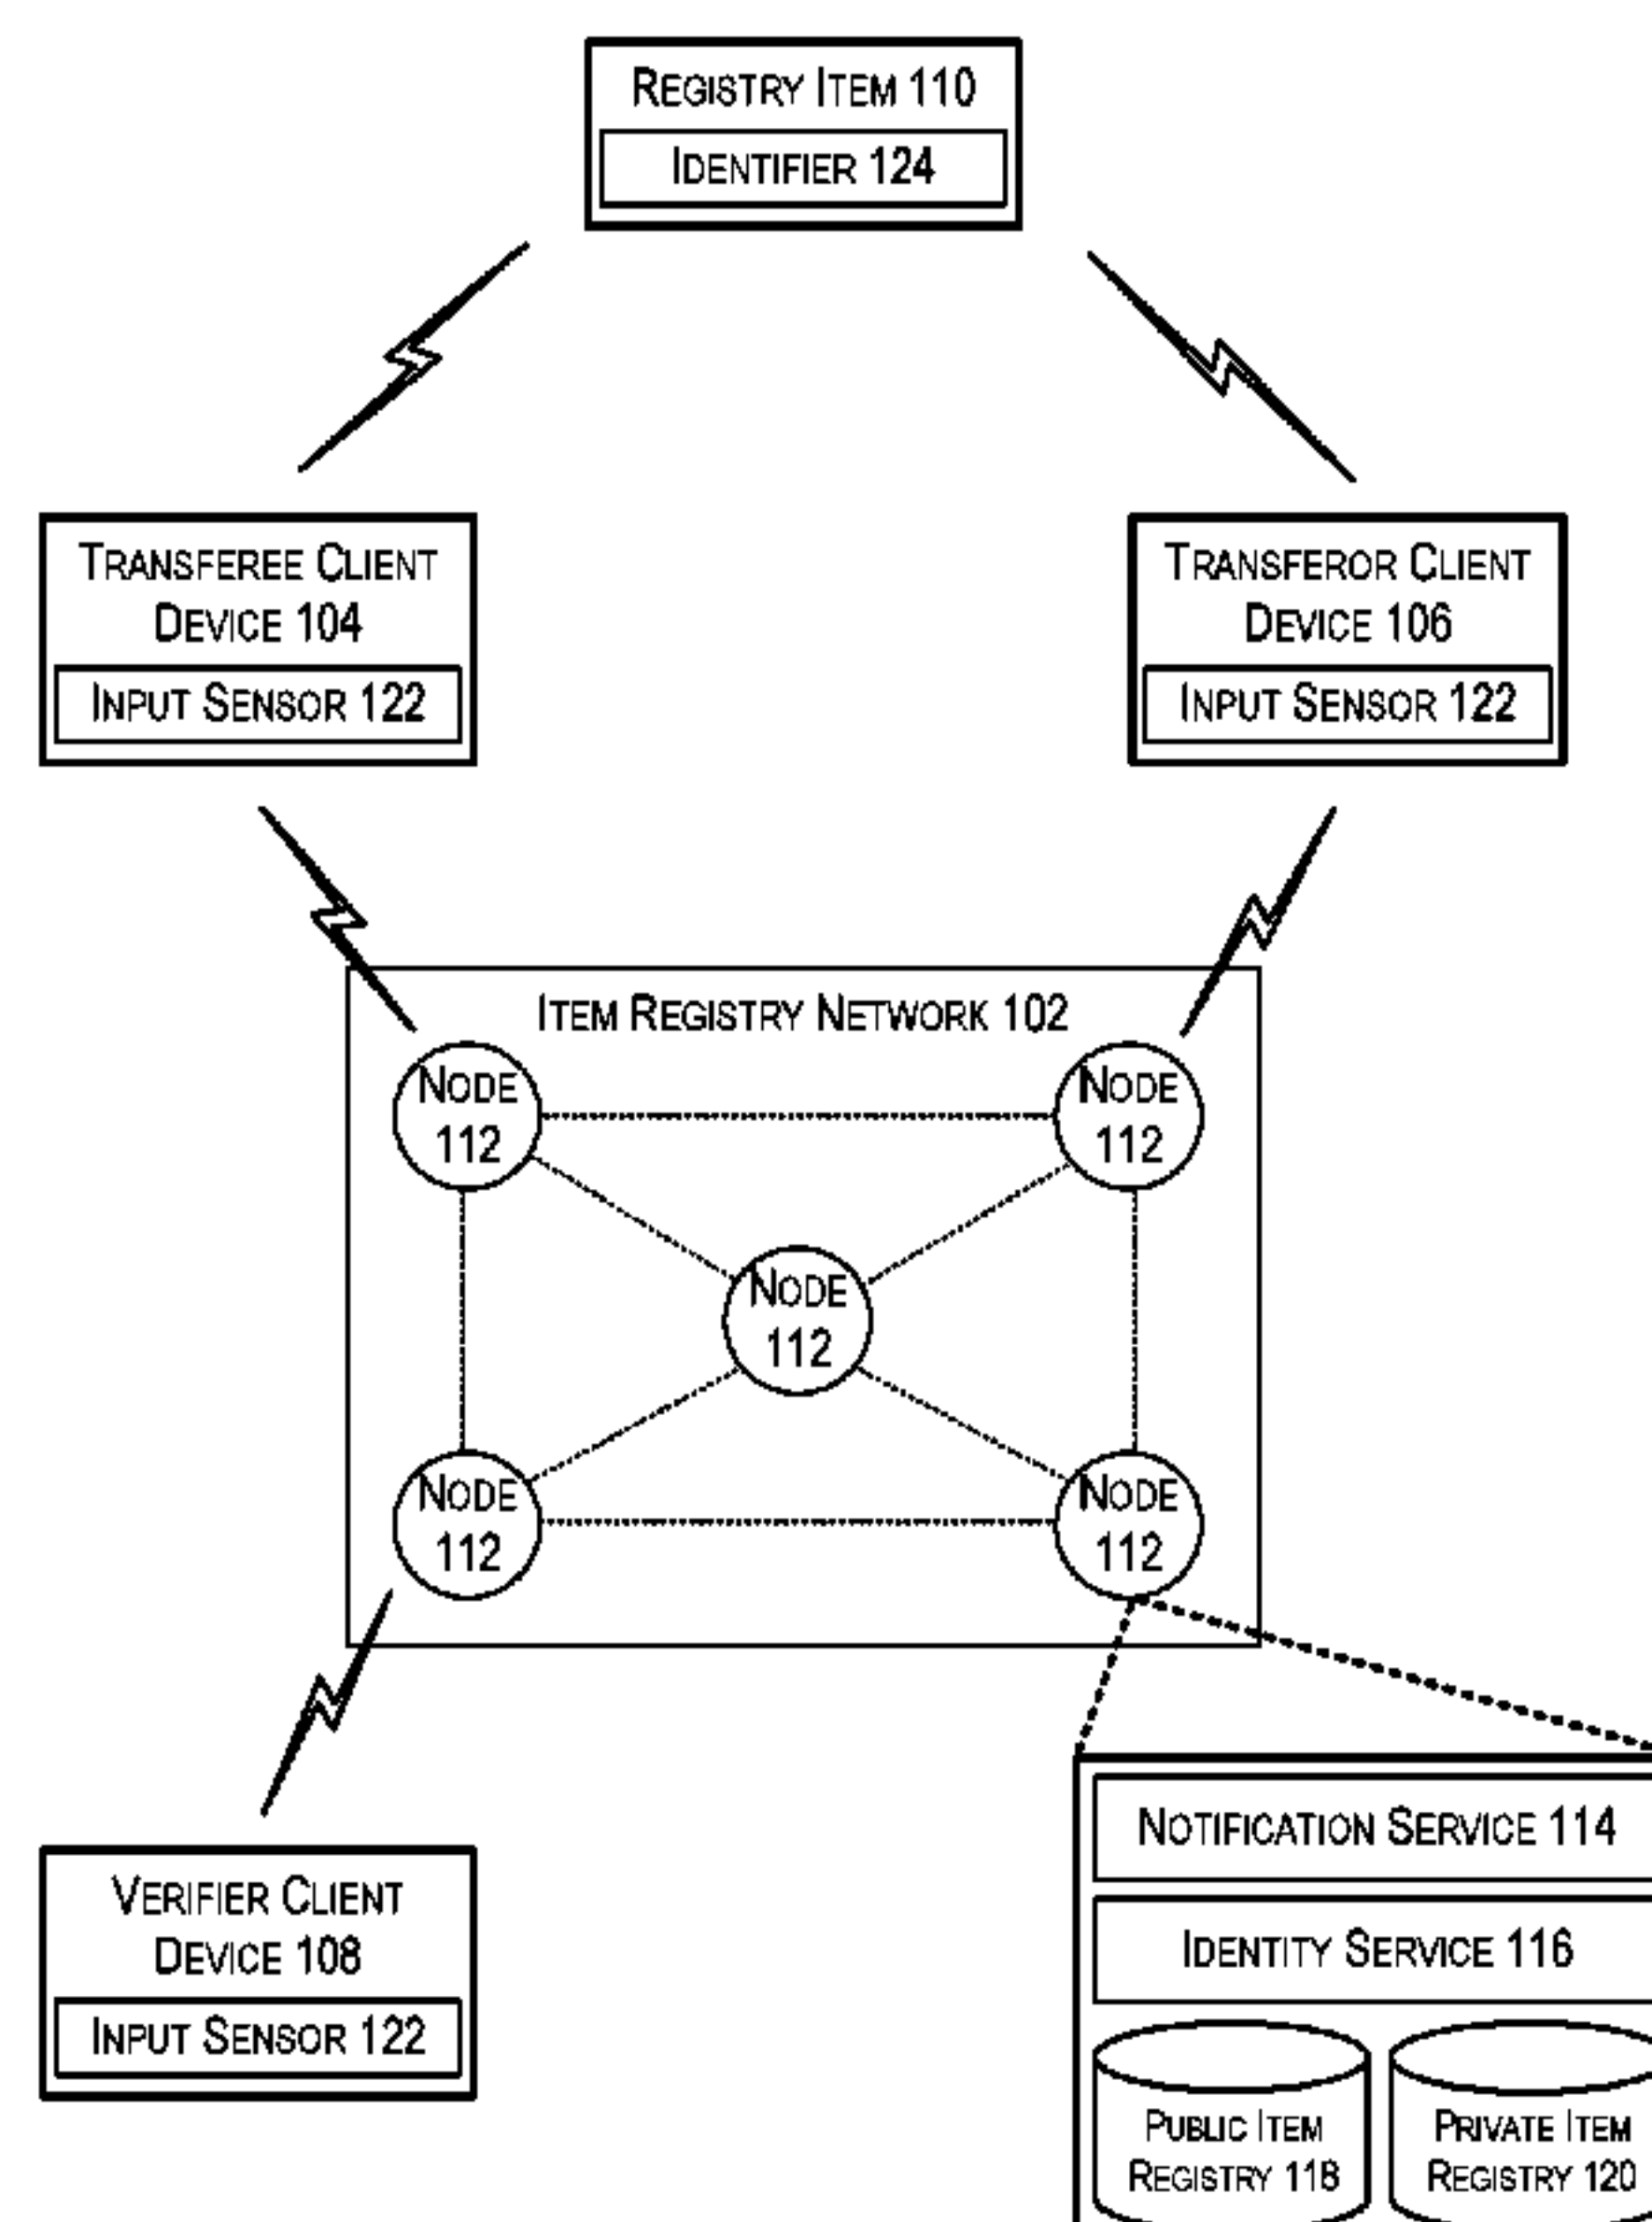 REGISTRY ITEM 110
IDENTIFIER 124
TRANSFEREE CLIENT
DEVICE 104
INPUT SENSOR 122
TRANSFEROR CLIENT
DEVICE 106
INPUT SENSOR 122
ITEM REGISTRY NETWORK 102
NODE
112
NODE
112
NODE
112
NODE
112
NODE
112
VERIFIER CLIENT
DEVICE 108
INPUT SENSOR 122
NOTIFICATION SERVICE 114
IDENTITY SERVICE 116
PUBLIC ITEM
REGISTRY 118
PRIVATE ITEM
REGISTRY 120